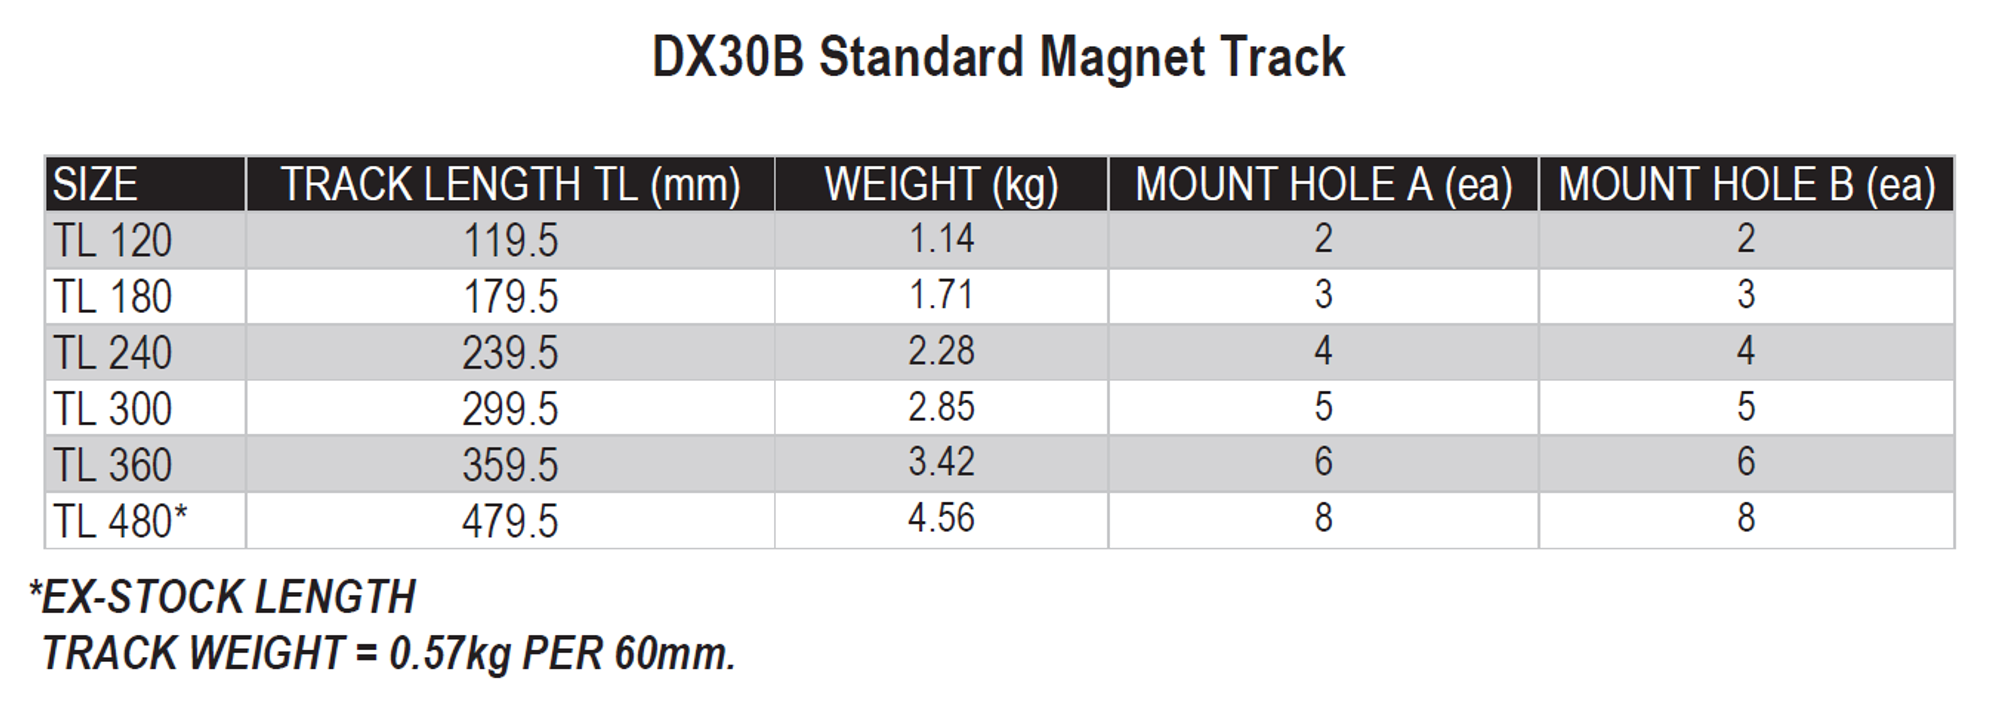 DX30B Standard Magnet Track
SIZE TRACK LENGTH TL (mm) WEIGHT (kg) MOUNT HOLE A (ea) MOUNT HOLE B (ea)
TL 120 119.5 1.14 2 2
TL 180 179.5 1.71 3 3
TL 240 239.5 2.28 4 4
TL 300 299.5 2.85 5 5
TL 360 359.5 3.42 6 6
TL 480* 479.5 4.56 8 8
*EX-STOCK LENGTH
TRACK WEIGHT = 0.57kg PER 60mm.